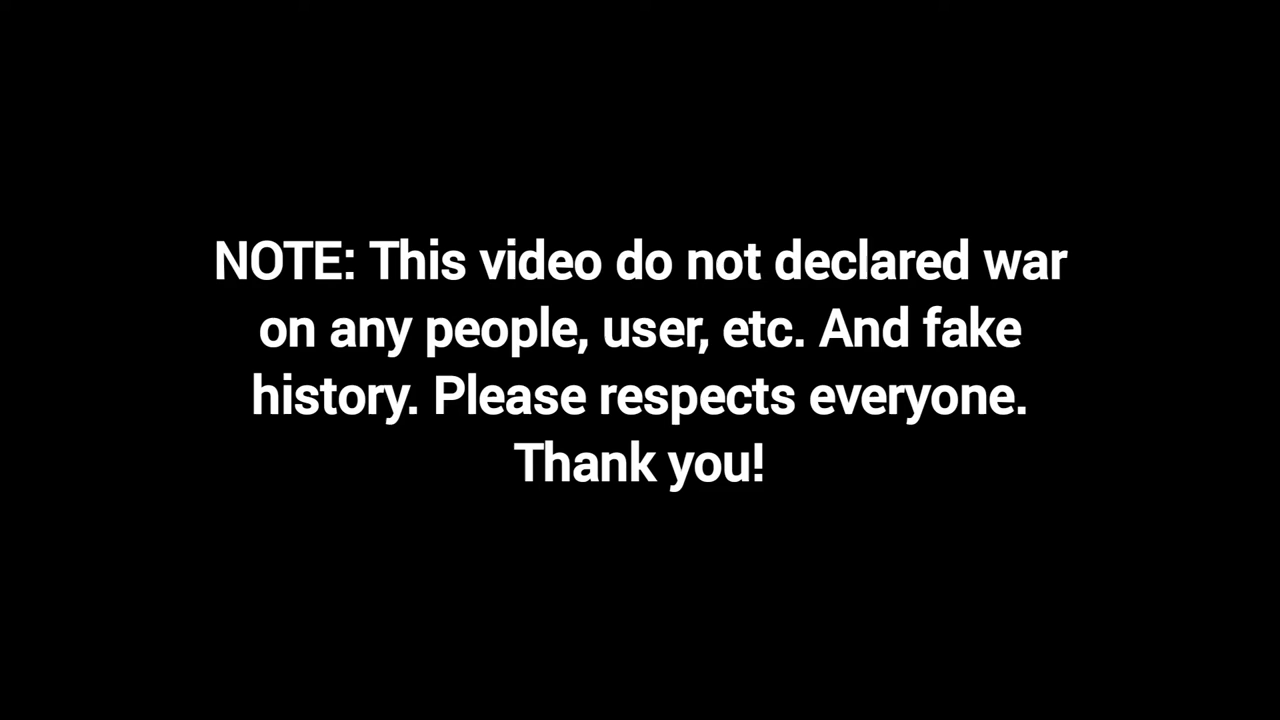 NOTE: This video do not declared war
on any people, user, etc. And fake
history. Please respects everyone.
Thank you!